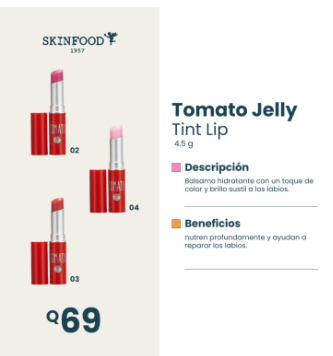 SKINFOOD
1957
02
04
03
Q69
Tomato Jelly
Tint Lip
4.5 g
Descripción
Balsamo hidratante con un toque de
color y brillo sustil a los labios.
Beneficios
nutren profundamente y ayudan a
reparar los labios.